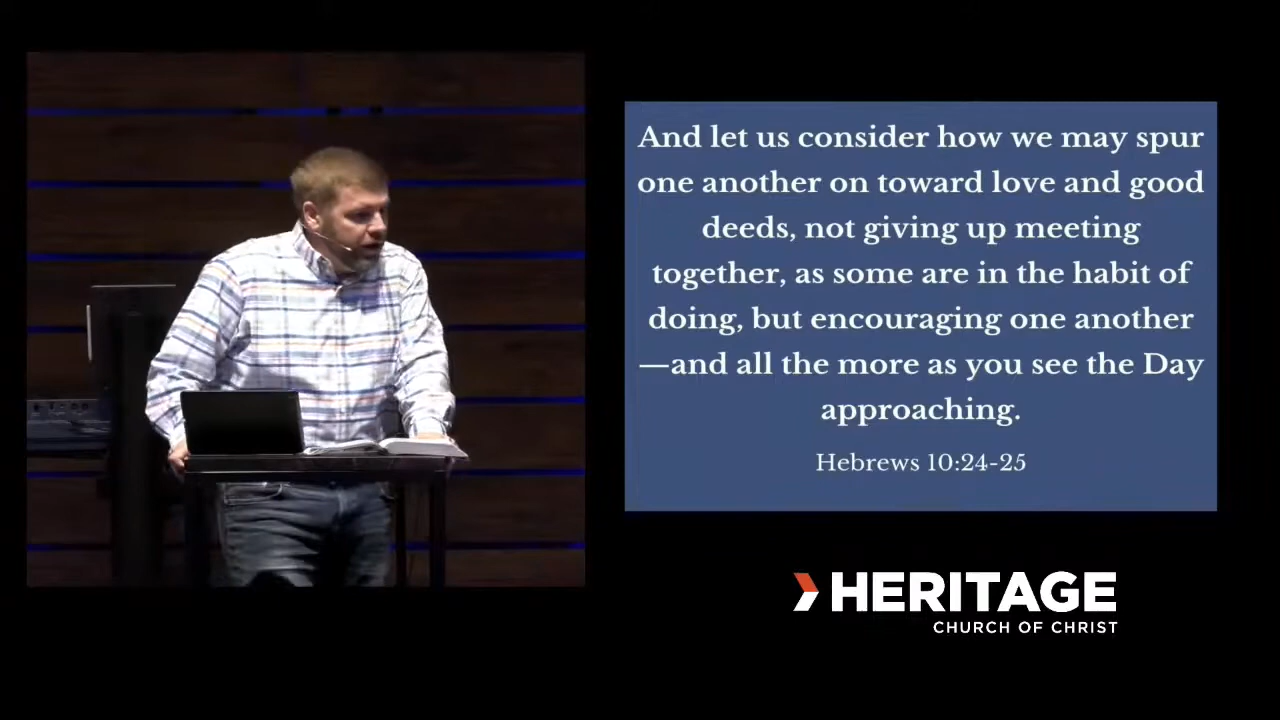 And let us consider how we may spur
one another on toward love and good
deeds, not giving up meeting
together, as some are in the habit of
doing, but encouraging one another
—and all the more as you see the Day
approaching.
Hebrews 10:24-25
HERITAGE
CHURCH OF CHRIST